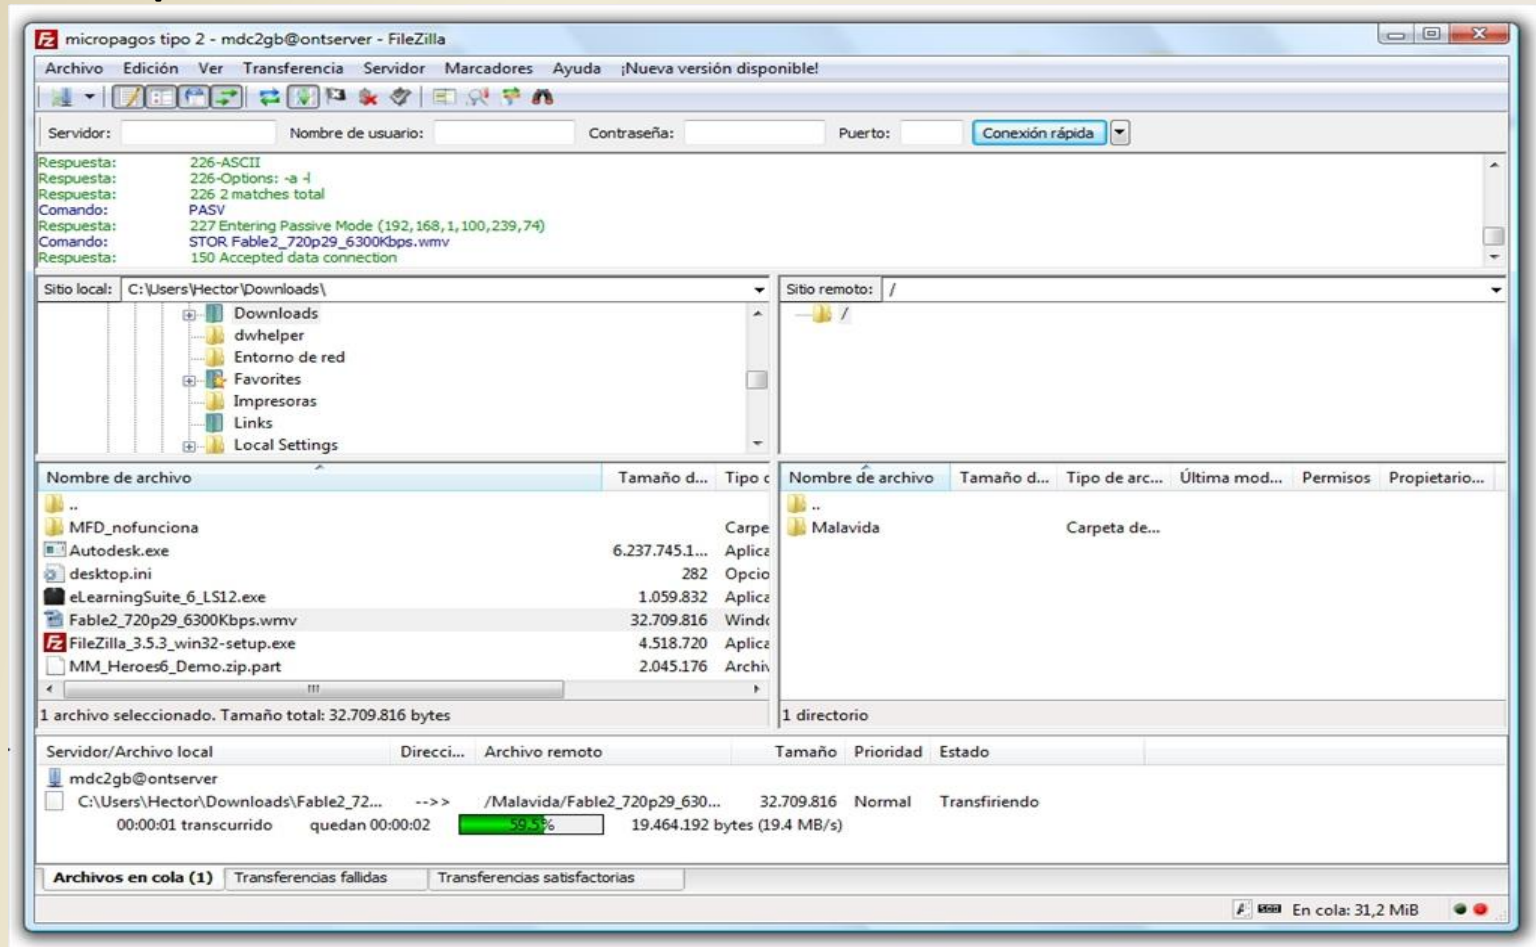 micropagos tipo 2 - mdc2gb@ontserver - FileZilla
Archivo Edición Ver Transferencia Servidor Marcadores Ayuda ¡Nueva versión disponible!
Servidor: Nombre de usuario: Contraseña: Puerto: Conexión rápida
Respuesta: 226-ASCII
Respuesta: 226-Options: -a -l
Respuesta: 226 2 matches total
Comando: PASV
Respuesta: 227 Entering Passive Mode (192,168,1,100,239,74)
Comando: STOR Fable2_720p29_6300Kbps.wmv
Respuesta: 150 Accepted data connection
Sitio local: C:\Users\Hector\Downloads\
Downloads
dwhelper
Entorno de red
Favorites
Impresoras
Links
Local Settings
Sitio remoto: /
/
Nombre de archivo Tamaño d... Tipo d
..
MFD_nofunciona Carpe
Autodesk.exe 6.237.745.1... Aplica
desktop.ini 282 Opcio
eLearningSuite_6_LS12.exe 1.059.832 Aplica
Fable2_720p29_6300Kbps.wmv 32.709.816 Windo
FileZilla_3.5.3_win32-setup.exe 4.518.720 Aplica
MM_Heroes6_Demo.zip.part 2.045.176 Archiv
1 archivo seleccionado. Tamaño total: 32.709.816 bytes
Nombre de archivo Tamaño d... Tipo de arc... Última mod... Permisos Propietario...
..
Malavida Carpeta de...
1 directorio
Servidor/Archivo local Direcci... Archivo remoto Tamaño Prioridad Estado
mdc2gb@ontserver
C:\Users\Hector\Downloads\Fable2_72... -->> /Malavida/Fable2_720p29_630... 32.709.816 Normal Transfiriendo
00:00:01 transcurrido quedan 00:00:02 59.5% 19.464.192 bytes (19.4 MB/s)
Archivos en cola (1) Transferencias fallidas Transferencias satisfactorias
En cola: 31,2 MiB